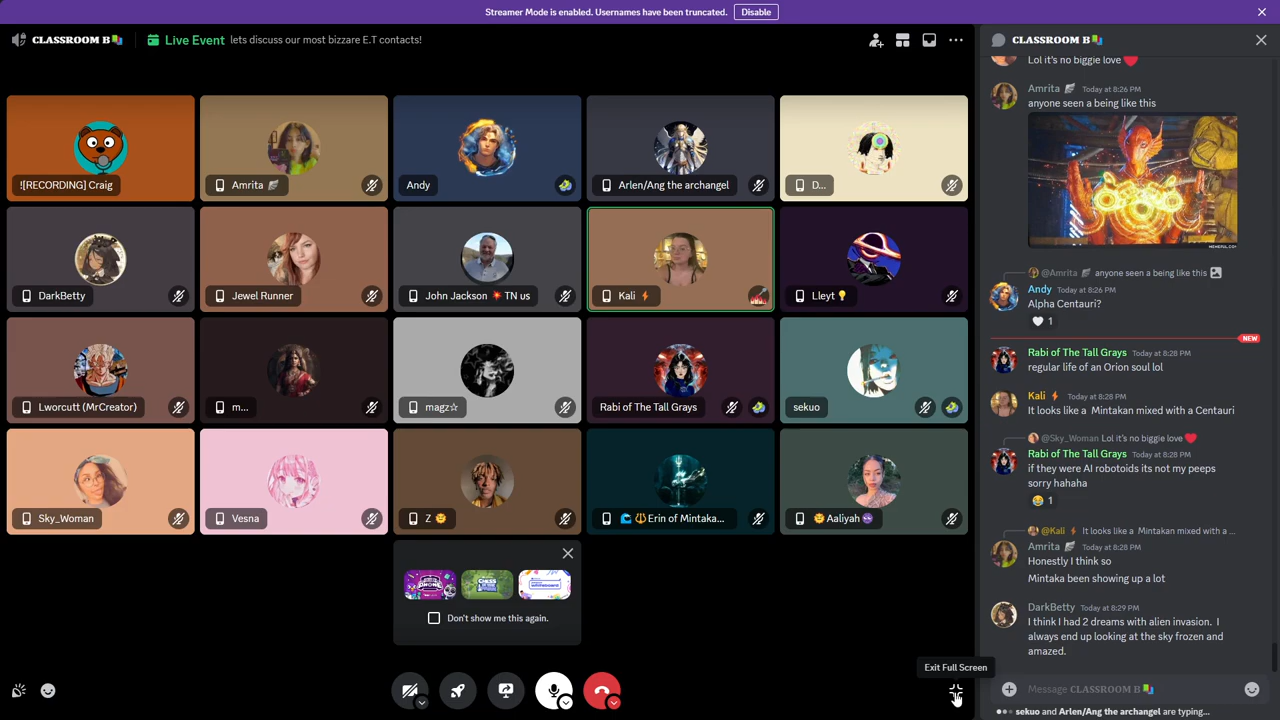 Streamer Mode is enabled. Usernames have been truncated. Disable
CLASSROOM B
Live Event lets discuss our most bizzare E.T contacts!
![RECORDING] Craig
Amrita
Andy
Arlen/Ang the archangel
D...
DarkBetty
Jewel Runner
John Jackson TN us
Kali
Lleyt
Lworcutt (MrCreator)
m...
magz☆
Rabi of The Tall Grays
sekuo
Sky_Woman
Vesna
Z
Erin of Mintaka...
Aaliyah
Don't show me this again.
Exit Full Screen
CLASSROOM B
Lol it's no biggie love ❤️
Amrita Today at 8:26 PM
anyone seen a being like this
@Amrita anyone seen a being like this
Andy Today at 8:26 PM
Alpha Centauri?
1
NEW
Rabi of The Tall Grays Today at 8:28 PM
regular life of an Orion soul lol
Kali ⚡ Today at 8:28 PM
It looks like a Mintakan mixed with a Centauri
@Sky_Woman Lol it's no biggie love ❤️
Rabi of The Tall Grays Today at 8:28 PM
if they were AI robotoids its not my peeps
sorry hahaha
1
@Kali ⚡ It looks like a Mintakan mixed with a ...
Amrita Today at 8:28 PM
Honestly I think so
Mintaka been showing up a lot
DarkBetty Today at 8:29 PM
I think I had 2 dreams with alien invasion. I
always end up looking at the sky frozen and
amazed.
Message CLASSROOM B
sekuo and Arlen/Ang the archangel are typing...